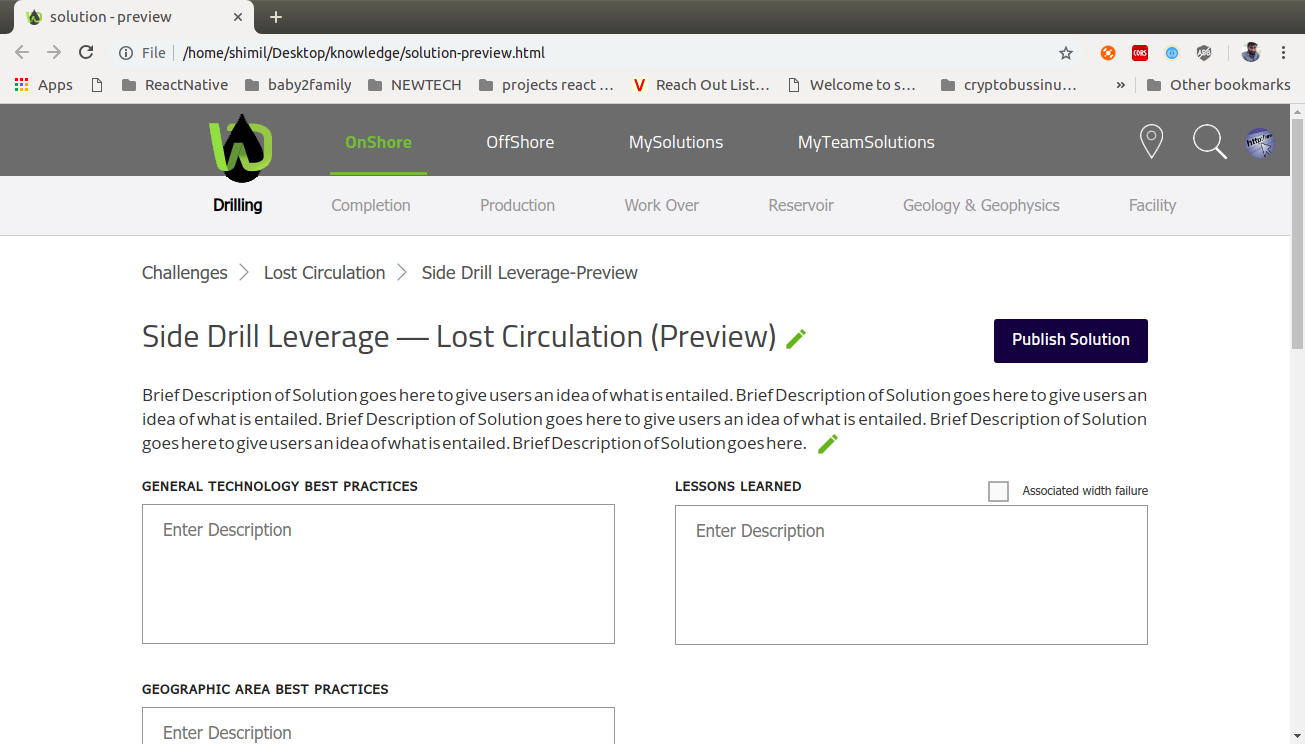 solution - preview
File /home/shimil/Desktop/knowledge/solution-preview.html
CORS
ABP
Apps ReactNative baby2family NEWTECH projects react ... Reach Out List... Welcome to s... cryptobussinu... » Other bookmarks
OnShore OffShore MySolutions MyTeamSolutions
Drilling Completion Production Work Over Reservoir Geology & Geophysics Facility
Challenges Lost Circulation Side Drill Leverage-Preview
Side Drill Leverage — Lost Circulation (Preview)
Publish Solution
Brief Description of Solution goes here to give users an idea of what is entailed. Brief Description of Solution goes here to give users an
idea of what is entailed. Brief Description of Solution goes here to give users an idea of what is entailed. Brief Description of Solution
goes here to give users an idea of what is entailed. Brief Description of Solution goes here.
GENERAL TECHNOLOGY BEST PRACTICES
Enter Description
LESSONS LEARNED
Associated width failure
Enter Description
GEOGRAPHIC AREA BEST PRACTICES
Enter Description